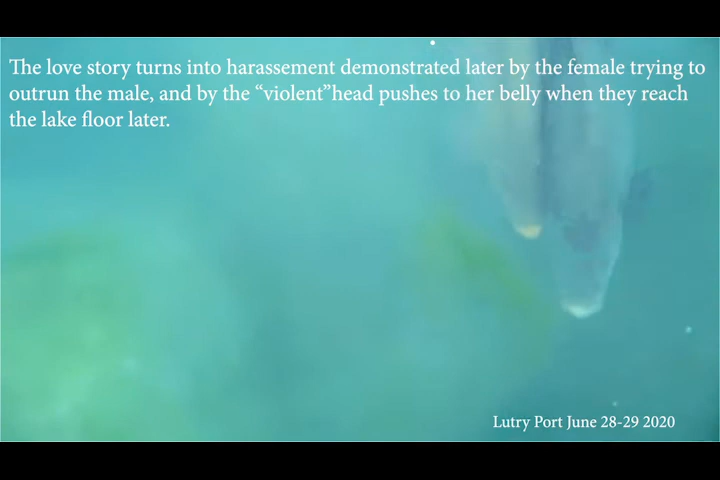 The love story turns into harassement demonstrated later by the female trying to
outrun the male, and by the “violent”head pushes to her belly when they reach
the lake floor later.
Lutry Port June 28-29 2020